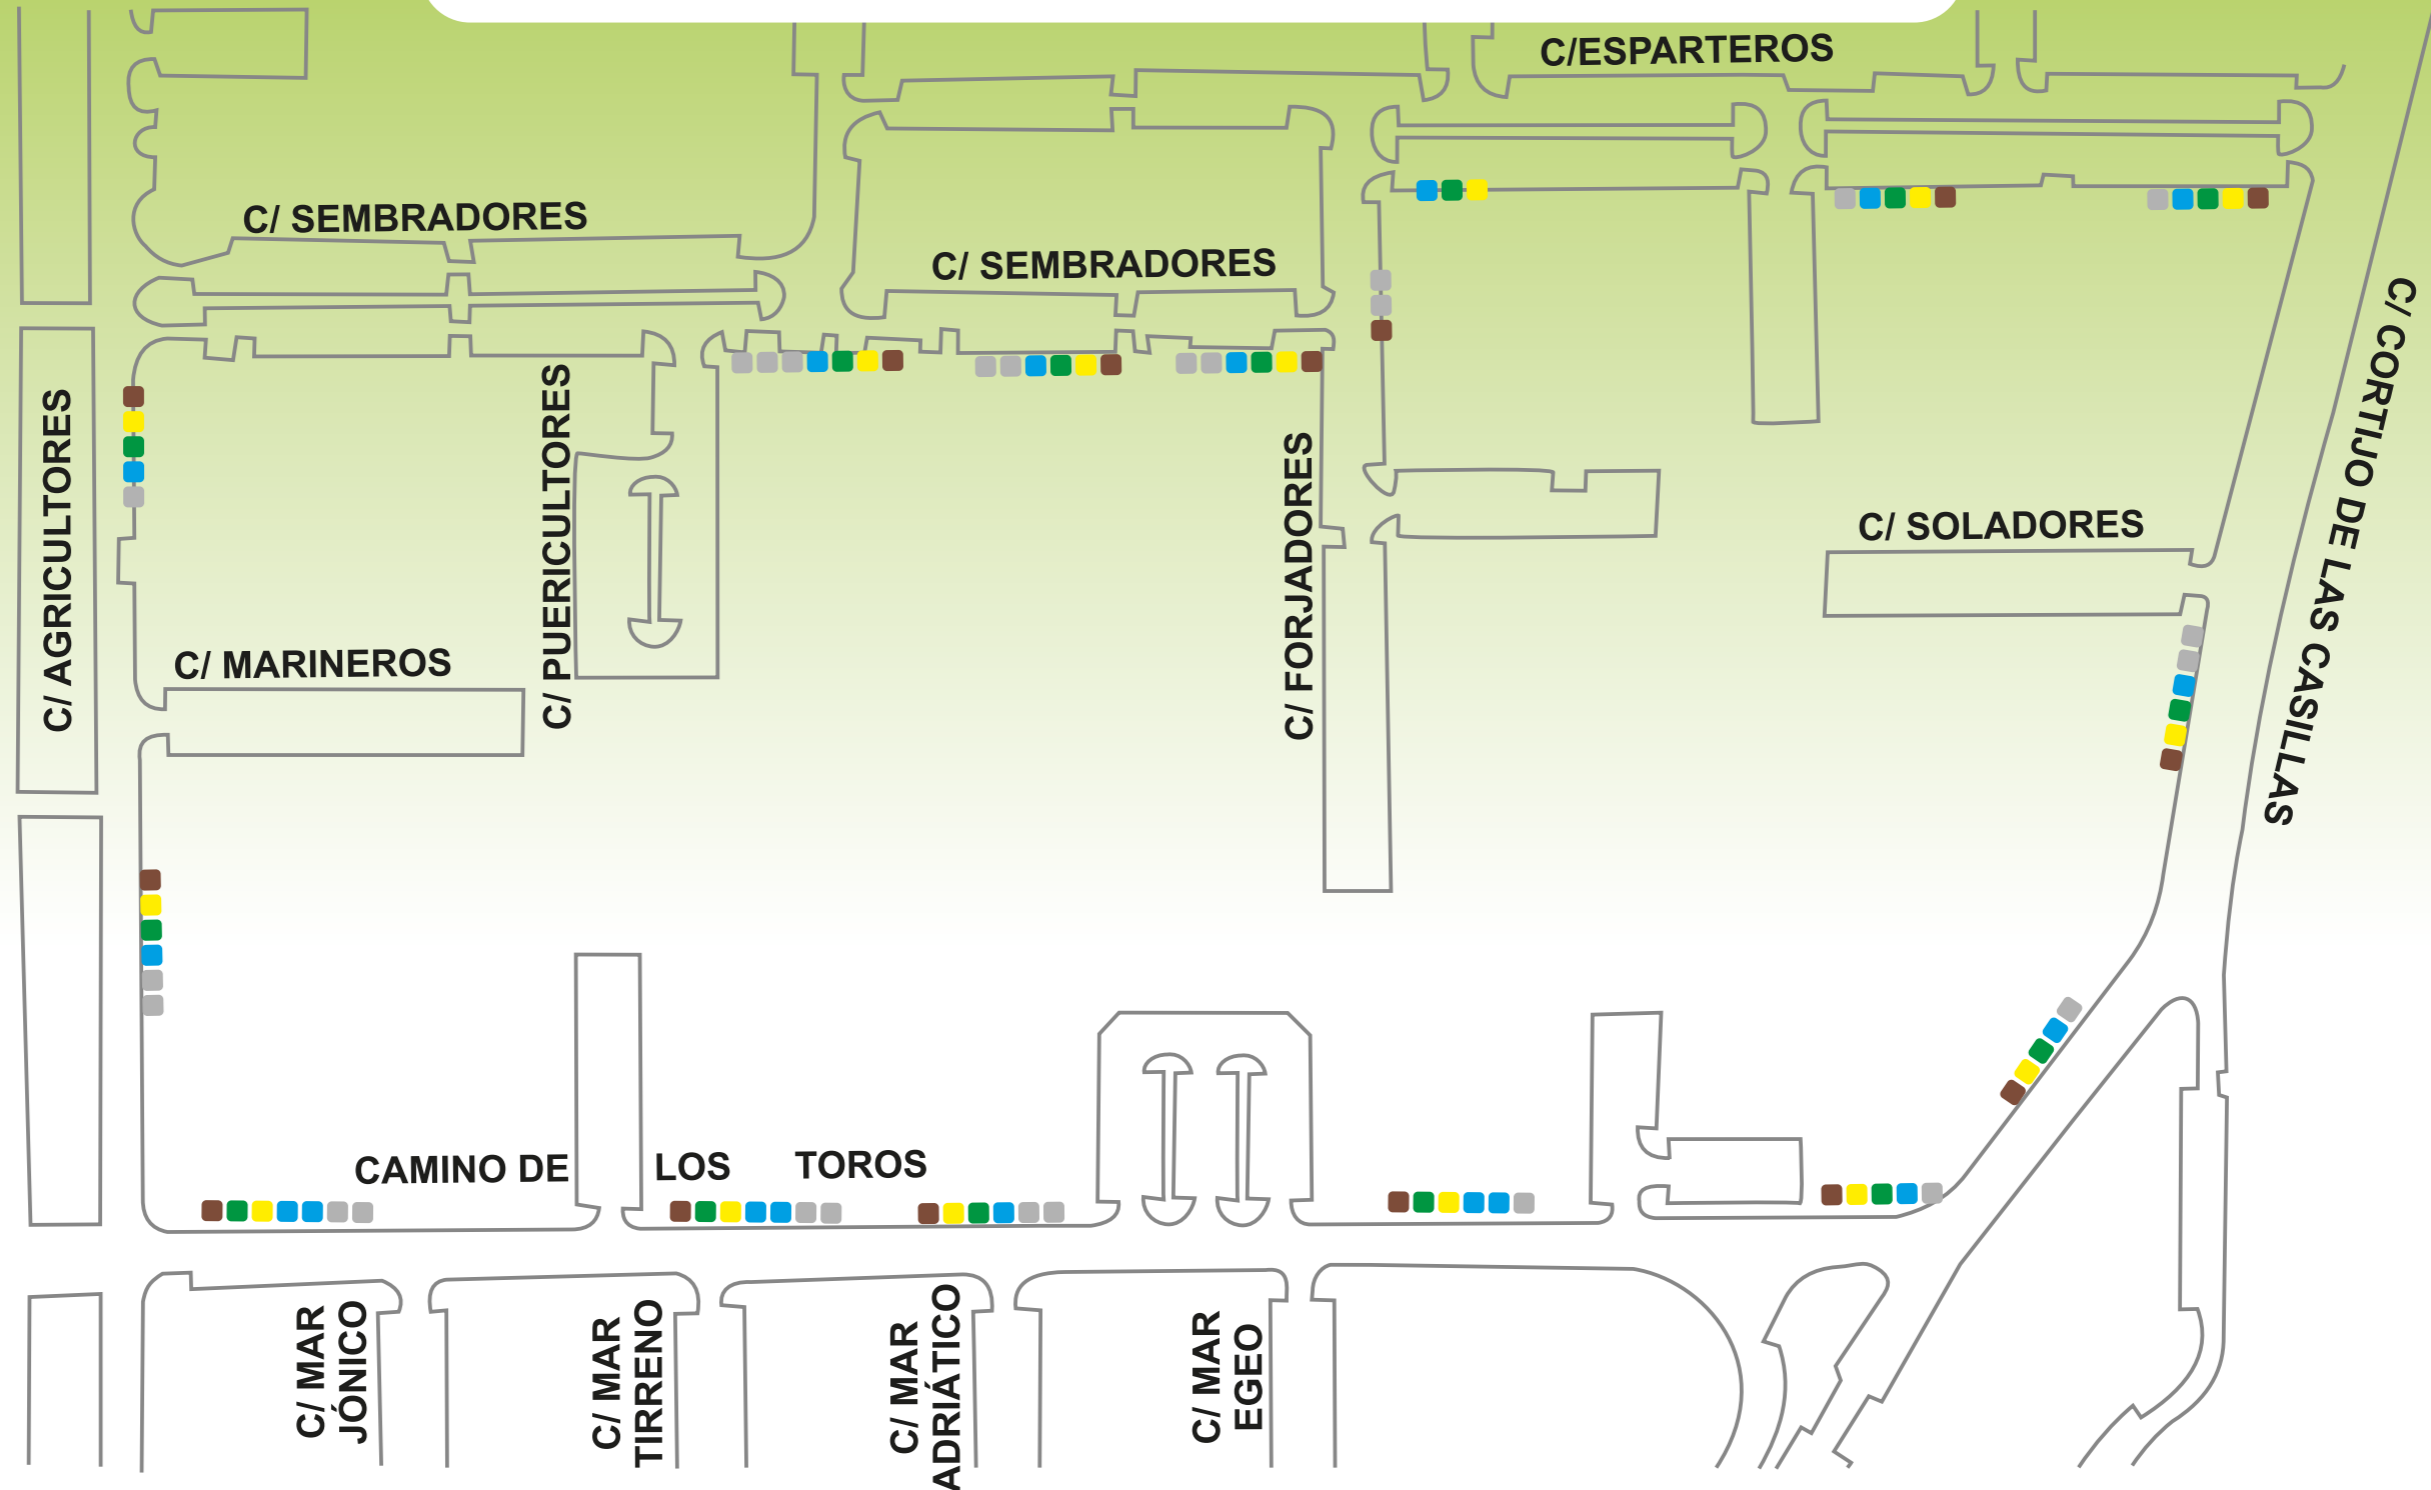 C/ESPARTEROS
C/ SEMBRADORES
C/ SEMBRADORES
C/ CORTIJO DE LAS CASILLAS
C/ AGRICULTORES
C/ PUERICULTORES
C/ FORJADORES
C/ SOLADORES
C/ MARINEROS
CAMINO DE LOS TOROS
C/ MAR
JÓNICO
C/ MAR
TIRRENO
C/ MAR
ADRIÁTICO
C/ MAR
EGEO